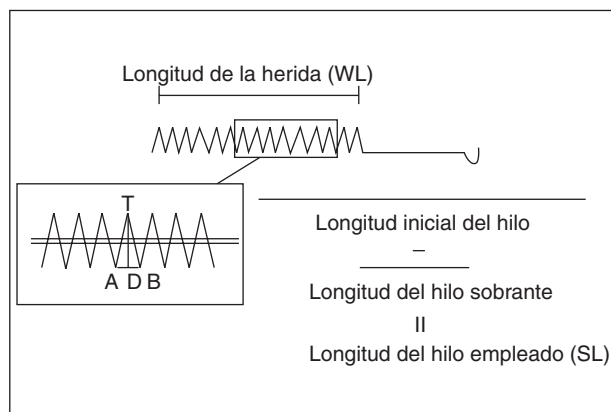 Longitud de la herida (WL)
T
A D B
Longitud inicial del hilo
–
Longitud del hilo sobrante
II
Longitud del hilo empleado (SL)